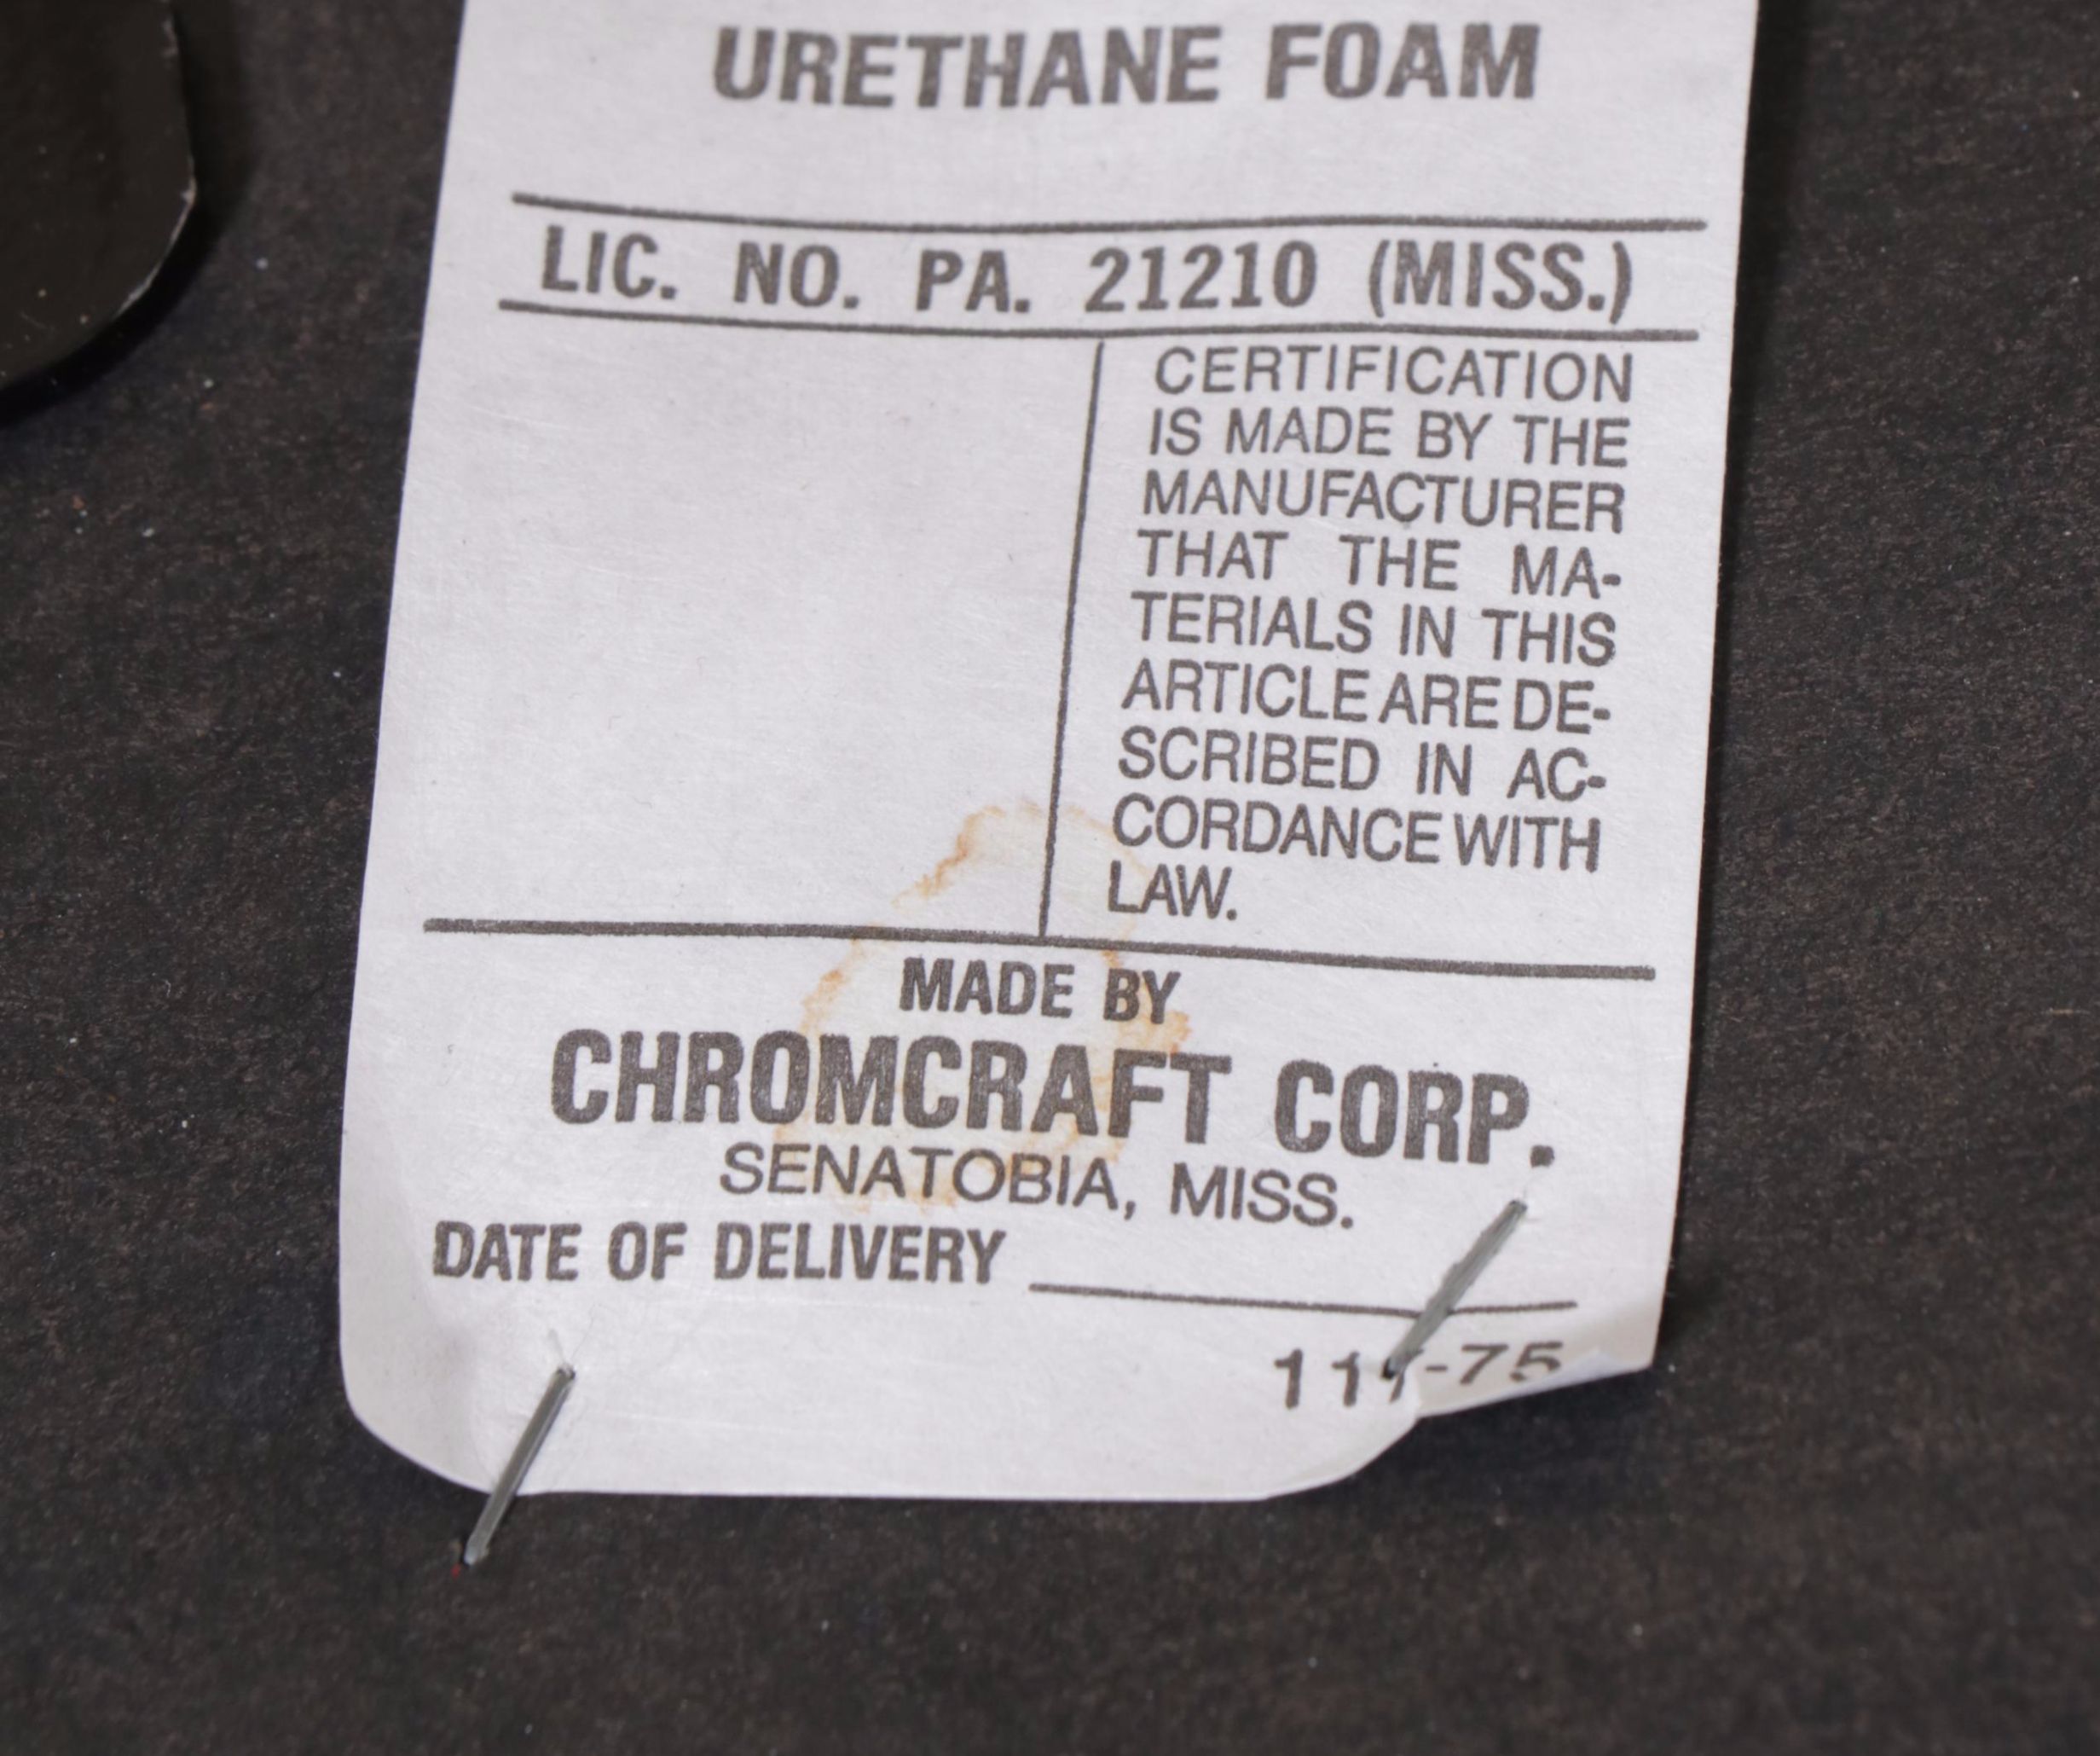 URETHANE FOAM
LIC. NO. PA. 21210 (MISS.)
CERTIFICATION
IS MADE BY THE
MANUFACTURER
THAT THE MA-
TERIALS IN THIS
ARTICLE ARE DE-
SCRIBED IN AC-
CORDANCE WITH
LAW.
MADE BY
CHROMCRAFT CORP.
SENATOBIA, MISS.
DATE OF DELIVERY